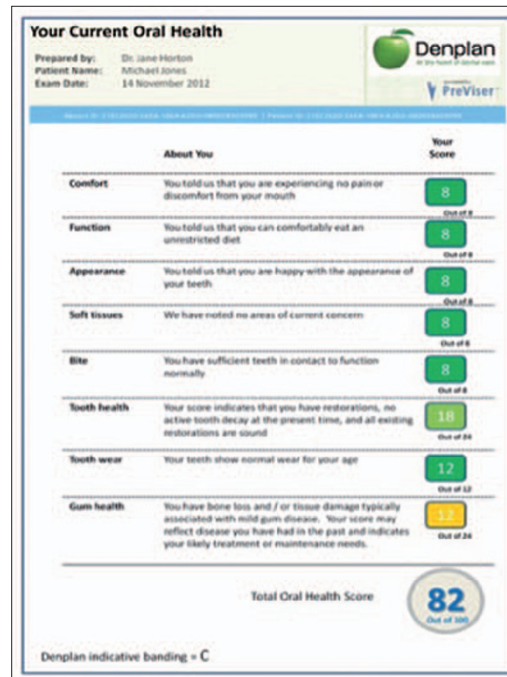 Your Current Oral Health
Denplan
At the heart of dental care
Prepared by: Dr. Jane Horton
Patient Name: Michael Jones
Exam Date: 14 November 2012
PreViser
About You
Your
Score
Comfort
You told us that you are experiencing no pain or
discomfort from your mouth
8
Out of 8
Function
You told us that you can comfortably eat an
unrestricted diet
8
Out of 8
Appearance
You told us that you are happy with the appearance of
your teeth
8
Out of 8
Soft tissues
We have noted no areas of current concern
8
Out of 8
Bite
You have sufficient teeth in contact to function
normally
8
Out of 8
Tooth health
Your score indicates that you have restorations, no
active tooth decay at the present time, and all existing
restorations are sound
18
Out of 24
Tooth wear
Your teeth show normal wear for your age
12
Out of 12
Gum health
You have bone loss and / or tissue damage typically
associated with mild gum disease. Your score may
reflect disease you have had in the past and indicates
your likely treatment or maintenance needs.
12
Out of 24
Total Oral Health Score
82
Out of 100
Denplan indicative banding = C